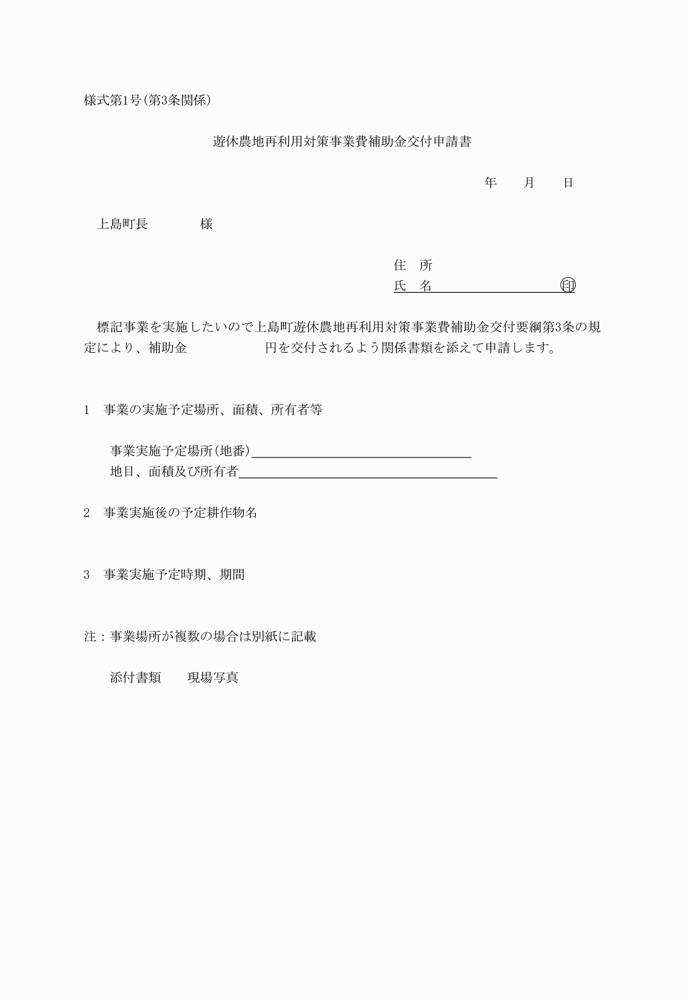 様式第1号(第3条関係)
遊休農地再利用対策事業費補助金交付申請書
年　　月　　日
上島町長　　　　様
住　所
氏　名　　　　　　　　　　㊞
標記事業を実施したいので上島町遊休農地再利用対策事業費補助金交付要綱第3条の規
定により、補助金　　　　　　円を交付されるよう関係書類を添えて申請します。
1　事業の実施予定場所、面積、所有者等
事業実施予定場所(地番)
地目、面積及び所有者
2　事業実施後の予定耕作物名
3　事業実施予定時期、期間
注：事業場所が複数の場合は別紙に記載
添付書類　　現場写真